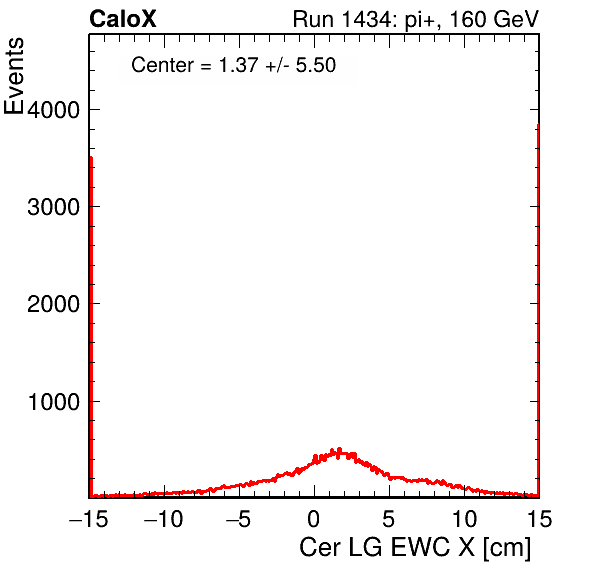 CaloX Run 1434: pi+, 160 GeV
Center = 1.37 +/- 5.50
Events
4000
3000
2000
1000
−15 −10 −5 0 5 10 15
Cer LG EWC X [cm]